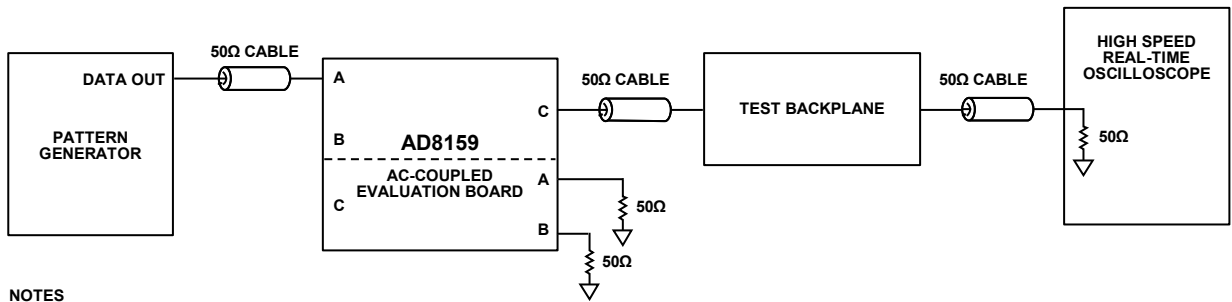 50Ω CABLE
DATA OUT
PATTERN
GENERATOR
A
B
C
AD8159
AC-COUPLED
EVALUATION BOARD
C
A
B
50Ω
50Ω
50Ω CABLE
TEST BACKPLANE
50Ω CABLE
HIGH SPEED
REAL-TIME
OSCILLOSCOPE
50Ω
NOTES